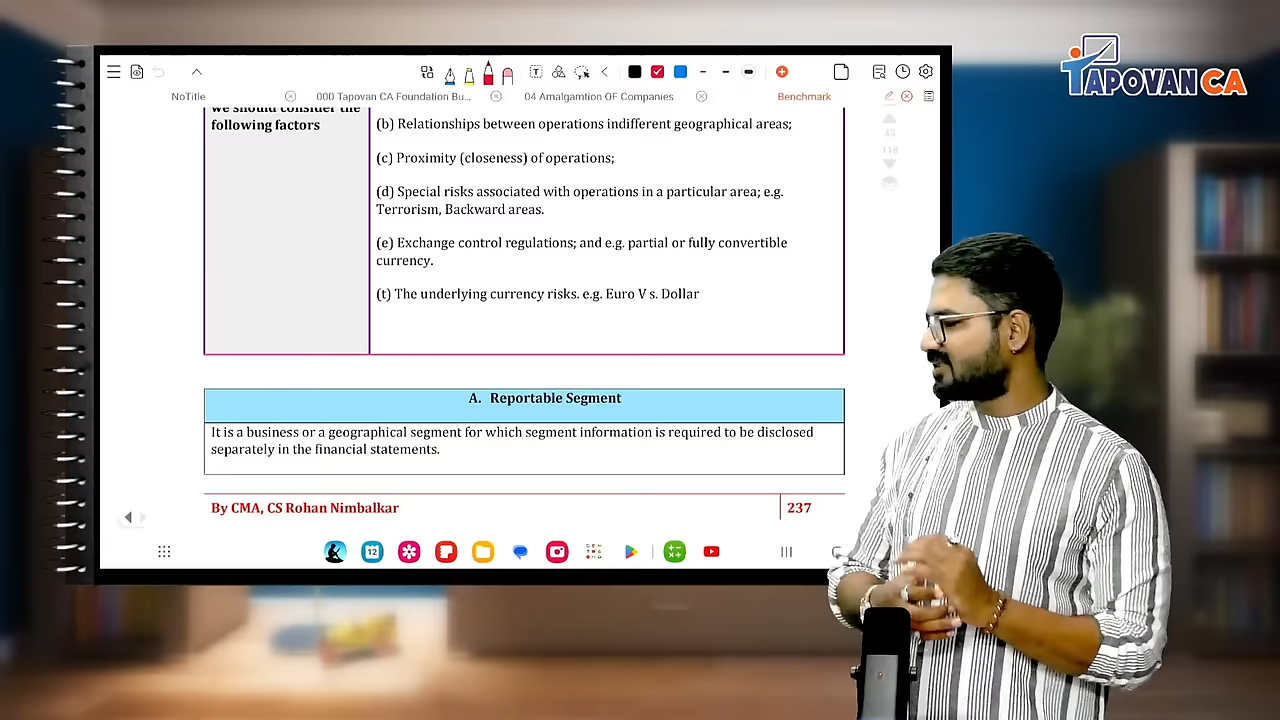 TAPOVAN CA
NoTitle
000 Tapovan CA Foundation Bu...
04 Amalgamtion OF Companies
Benchmark
43
118
we should consider the
following factors
(b) Relationships between operations indifferent geographical areas;
(c) Proximity (closeness) of operations;
(d) Special risks associated with operations in a particular area; e.g.
Terrorism, Backward areas.
(e) Exchange control regulations; and e.g. partial or fully convertible
currency.
(t) The underlying currency risks. e.g. Euro V s. Dollar
A. Reportable Segment
It is a business or a geographical segment for which segment information is required to be disclosed
separately in the financial statements.
By CMA, CS Rohan Nimbalkar
237
12